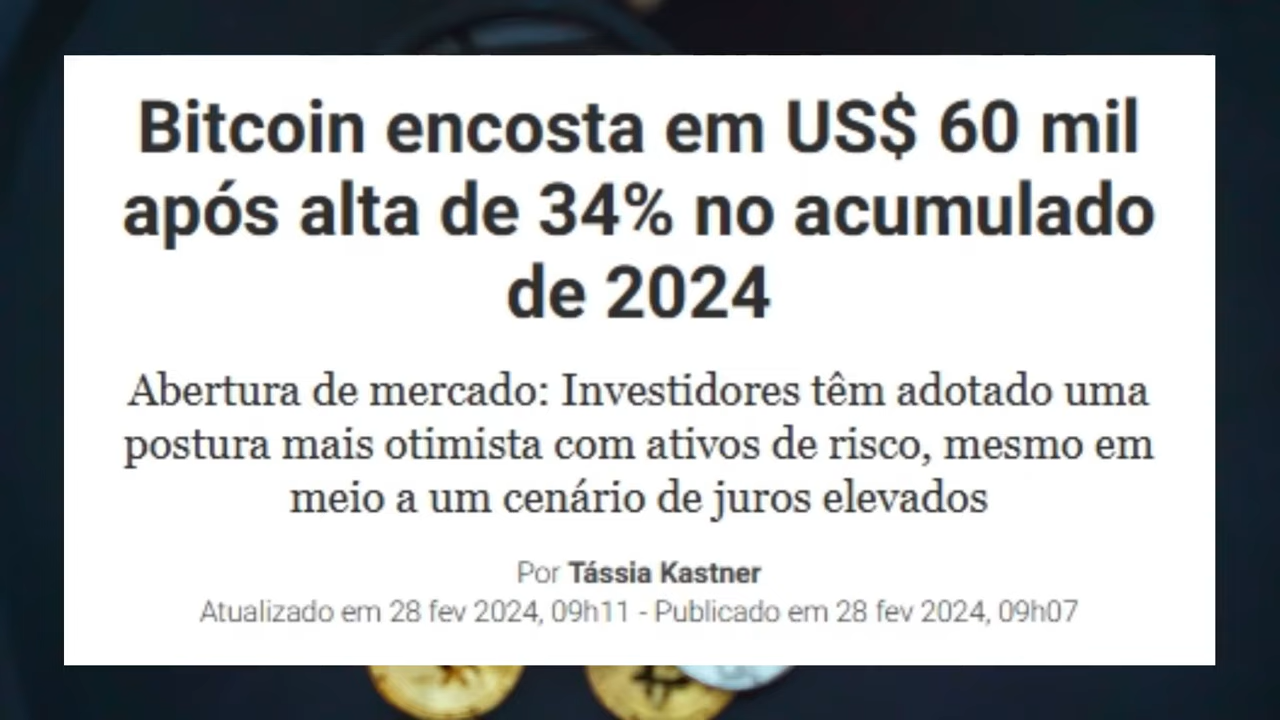 Bitcoin encosta em US$ 60 mil
após alta de 34% no acumulado
de 2024
Abertura de mercado: Investidores têm adotado uma
postura mais otimista com ativos de risco, mesmo em
meio a um cenário de juros elevados
Por Tássia Kastner
Atualizado em 28 fev 2024, 09h11 - Publicado em 28 fev 2024, 09h07